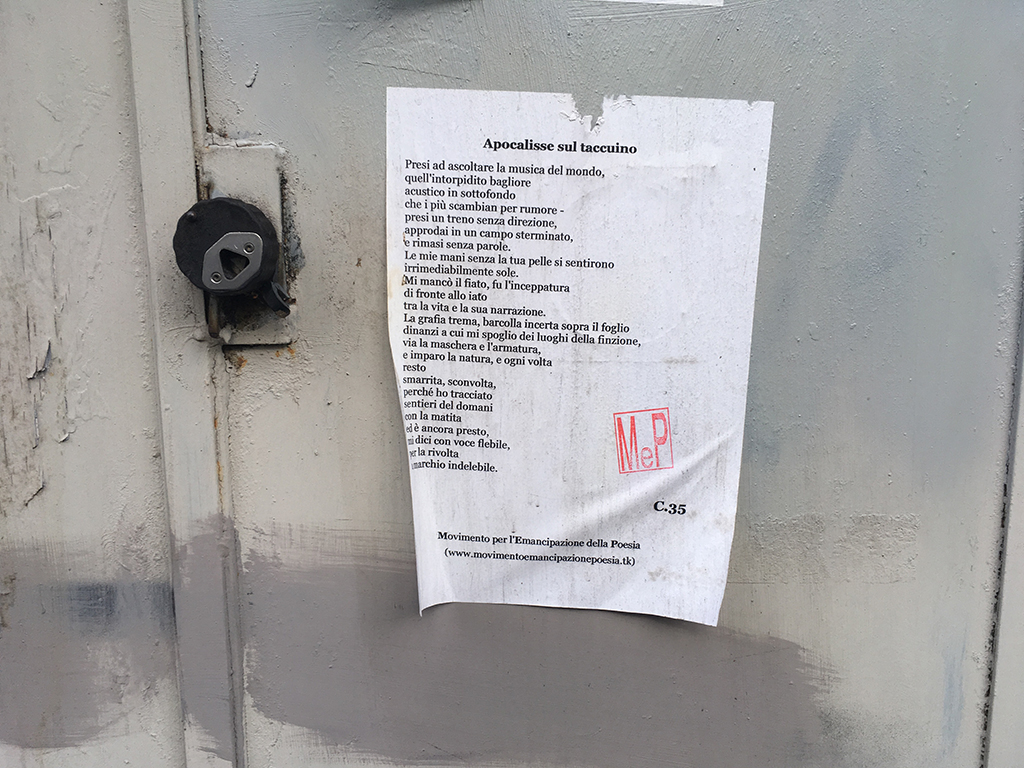 Apocalisse sul taccuino
Presi ad ascoltare la musica del mondo,
quell'intorpidito bagliore
acustico in sottofondo
che i più scambian per rumore -
presi un treno senza direzione,
approdai in un campo sterminato,
e rimasi senza parole.
Le mie mani senza la tua pelle si sentirono
irrimediabilmente sole.
Mi mancò il fiato, fu l'inceppatura
di fronte allo iato
tra la vita e la sua narrazione.
La grafia trema, barcolla incerta sopra il foglio
dinanzi a cui mi spoglio dei luoghi della finzione,
via la maschera e l'armatura,
e imparo la natura, e ogni volta
resto
smarrita, sconvolta,
perché ho tracciato
sentieri del domani
con la matita
ed è ancora presto,
mi dici con voce flebile,
per la rivolta
marchio indelebile.
MeP
C.35
Movimento per l'Emancipazione della Poesia
(www.movimentoemancipazionepoesia.tk)